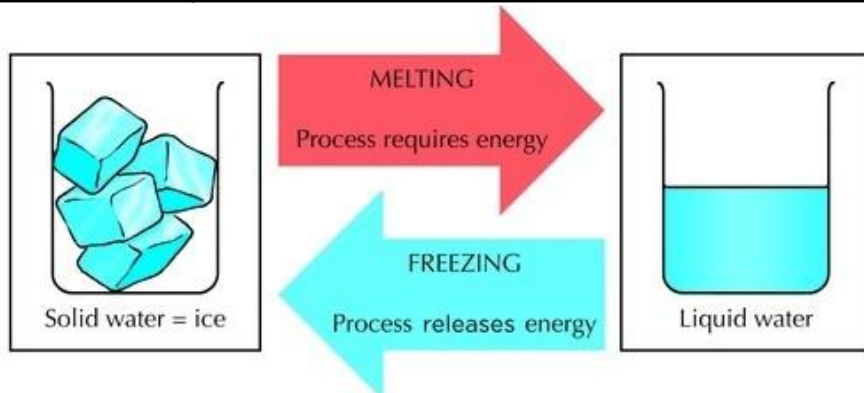 MELTING
Process requires energy
FREEZING
Process releases energy
Solid water = ice
Liquid water